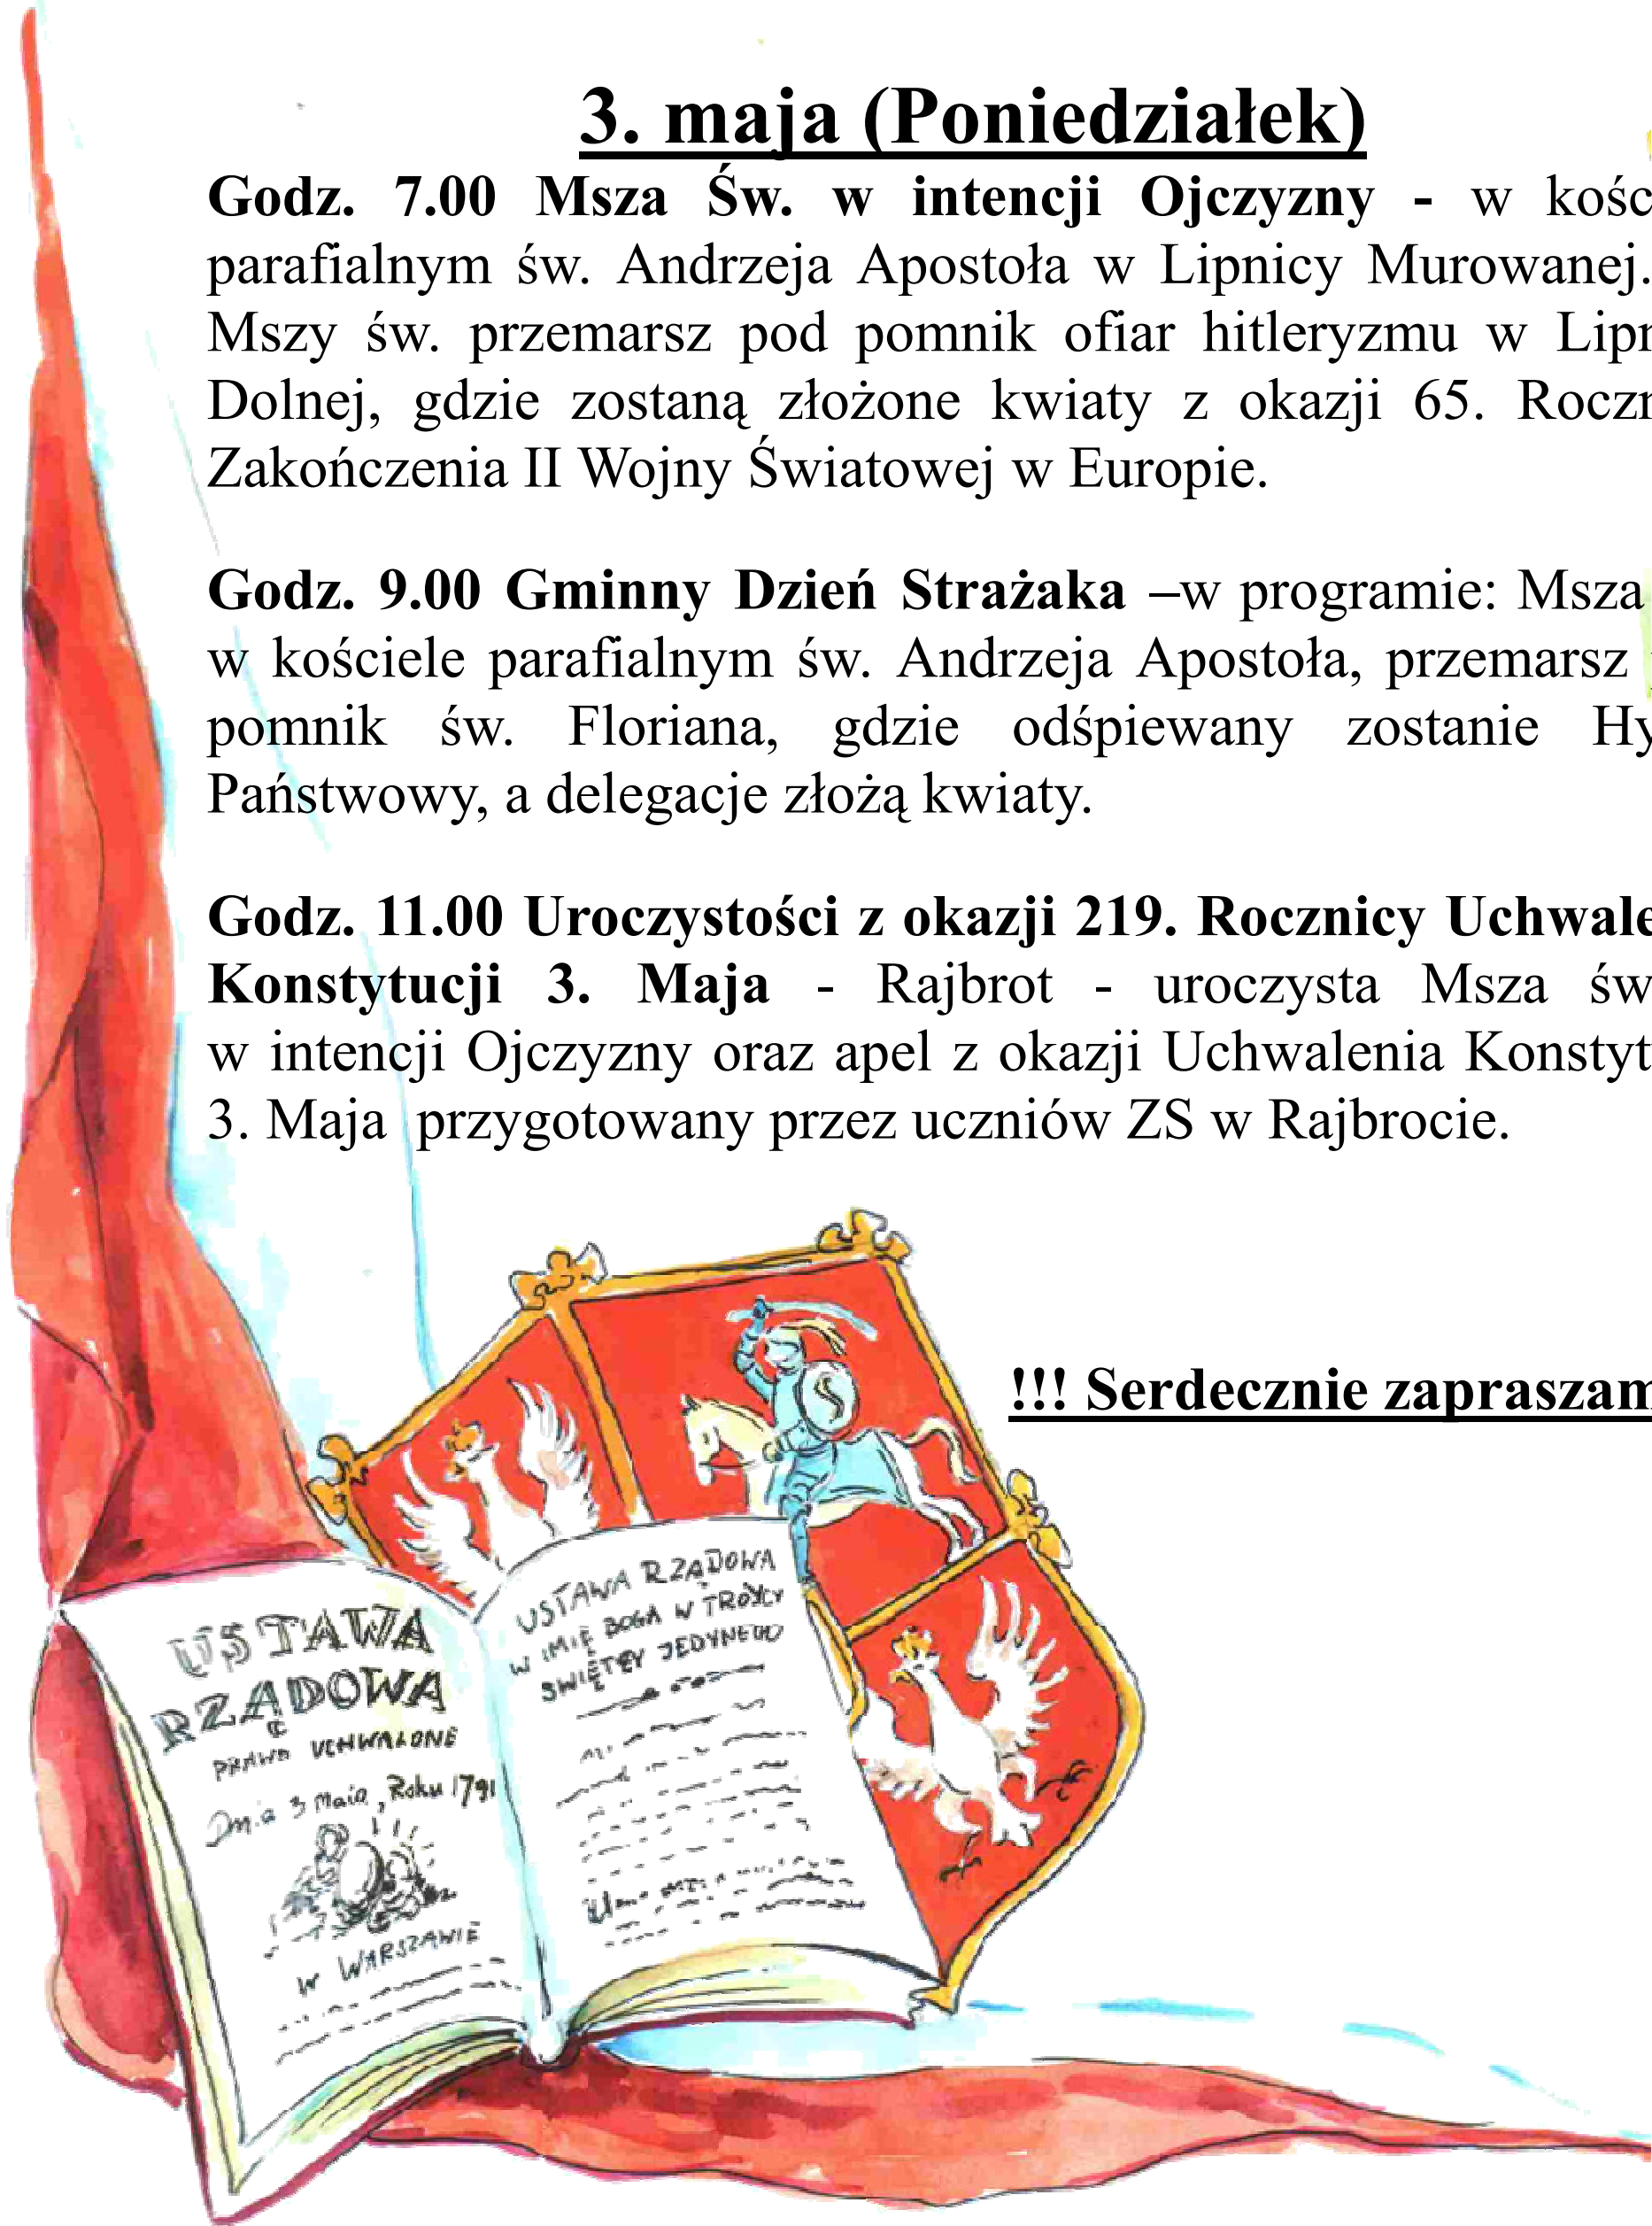 3. maja (Poniedziałek)
Godz. 7.00 Msza Św. w intencji Ojczyzny - w kośc
parafialnym św. Andrzeja Apostoła w Lipnicy Murowanej.
Mszy św. przemarsz pod pomnik ofiar hitleryzmu w Lipn
Dolnej, gdzie zostaną złożone kwiaty z okazji 65. Roczn
Zakończenia II Wojny Światowej w Europie.
Godz. 9.00 Gminny Dzień Strażaka –w programie: Msza
w kościele parafialnym św. Andrzeja Apostoła, przemarsz
pomnik św. Floriana, gdzie odśpiewany zostanie Hy
Państwowy, a delegacje złożą kwiaty.
Godz. 11.00 Uroczystości z okazji 219. Rocznicy Uchwale
Konstytucji 3. Maja - Rajbrot - uroczysta Msza św
w intencji Ojczyzny oraz apel z okazji Uchwalenia Konstyt
3. Maja przygotowany przez uczniów ZS w Rajbrocie.
!!! Serdecznie zapraszam
USTAWA
RZĄDOWA
PRAWO UCHWALONE
Dnia 3 Maia, Roku 1791
W WARSZAWIE
USTAWA RZĄDOWA
W IMIĘ BOGA W TRÓYCY
ŚWIĘTEY JEDYNEGO